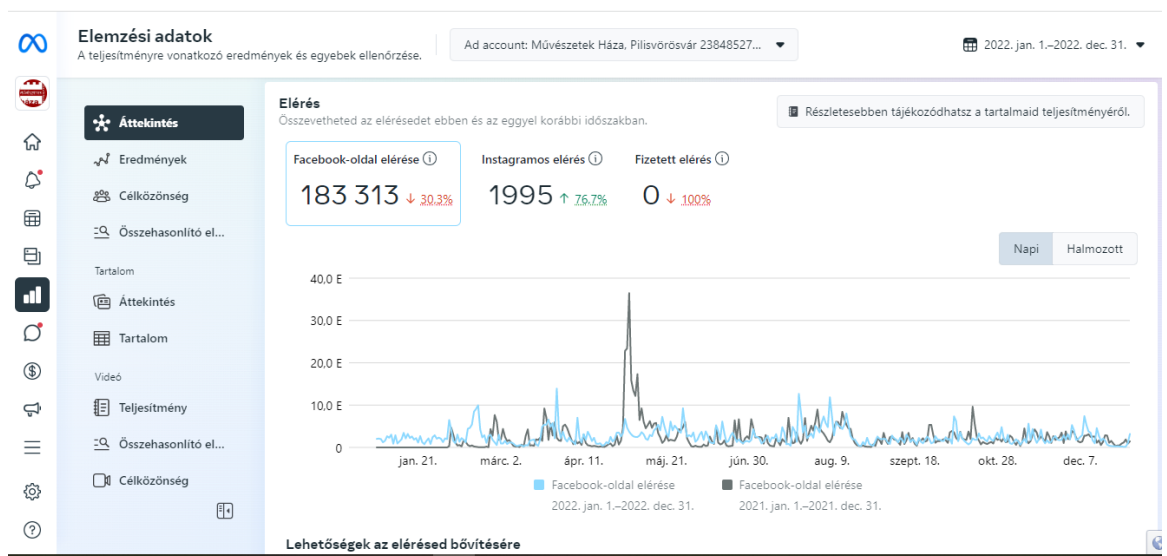 Elemzési adatok
A teljesítményre vonatkozó eredmények és egyebek ellenőrzése.
Ad account: Művészetek Háza, Pilisvörösvár 23848527...
2022. jan. 1.–2022. dec. 31.
Áttekintés
Eredmények
Célközönség
Összehasonlító el...
Tartalom
Áttekintés
Tartalom
Videó
Teljesítmény
Összehasonlító el...
Célközönség
Elérés
Összevetheted az elérésedet ebben és az eggyel korábbi időszakban.
Részletesebben tájékozódhatsz a tartalmaid teljesítményéről.
Facebook-oldal elérése
183 313 ↓ 30,3%
Instagramos elérés
1995 ↑ 76,7%
Fizetett elérés
0 ↓ 100%
Napi
Halmozott
40,0 E
30,0 E
20,0 E
10,0 E
0
jan. 21. márc. 2. ápr. 11. máj. 21. jún. 30. aug. 9. szept. 18. okt. 28. dec. 7.
Facebook-oldal elérése
2022. jan. 1.–2022. dec. 31.
Facebook-oldal elérése
2021. jan. 1.–2021. dec. 31.
Lehetőségek az elérésed bővítésére